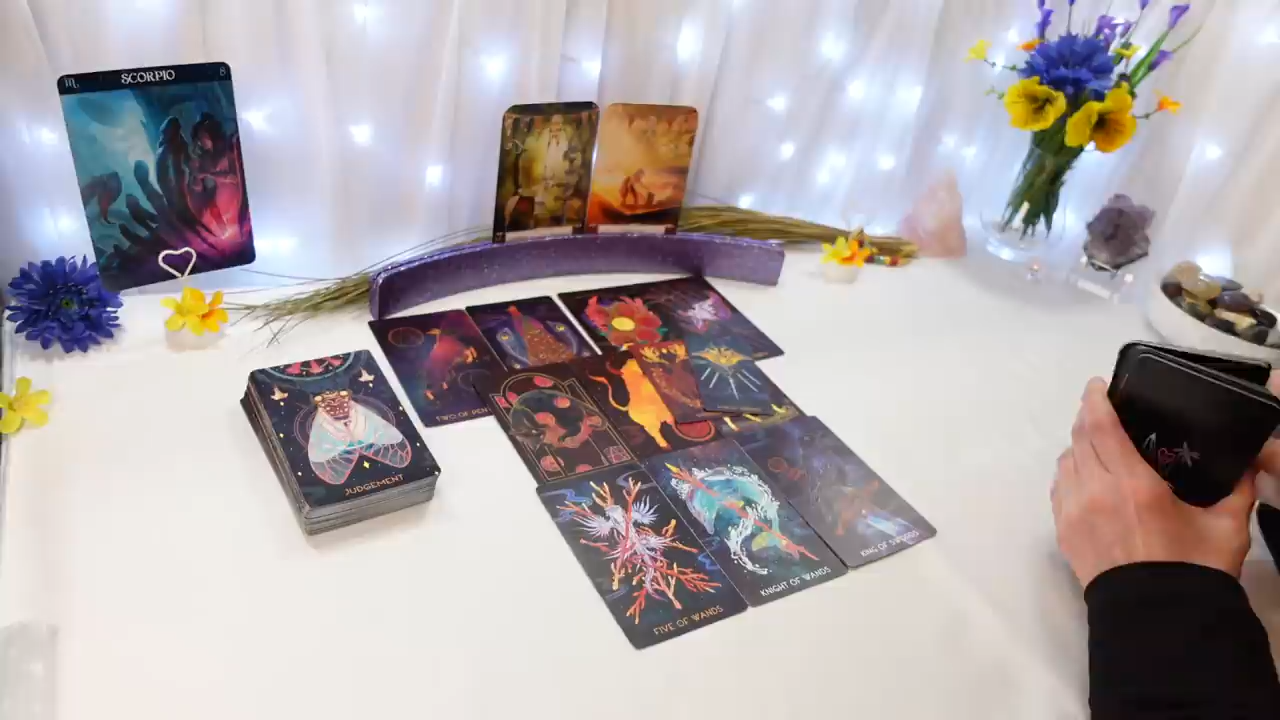 ♏ SCORPIO 8
TWO OF PEN
JUDGEMENT
KING OF SWORDS
KNIGHT OF WANDS
FIVE OF WANDS